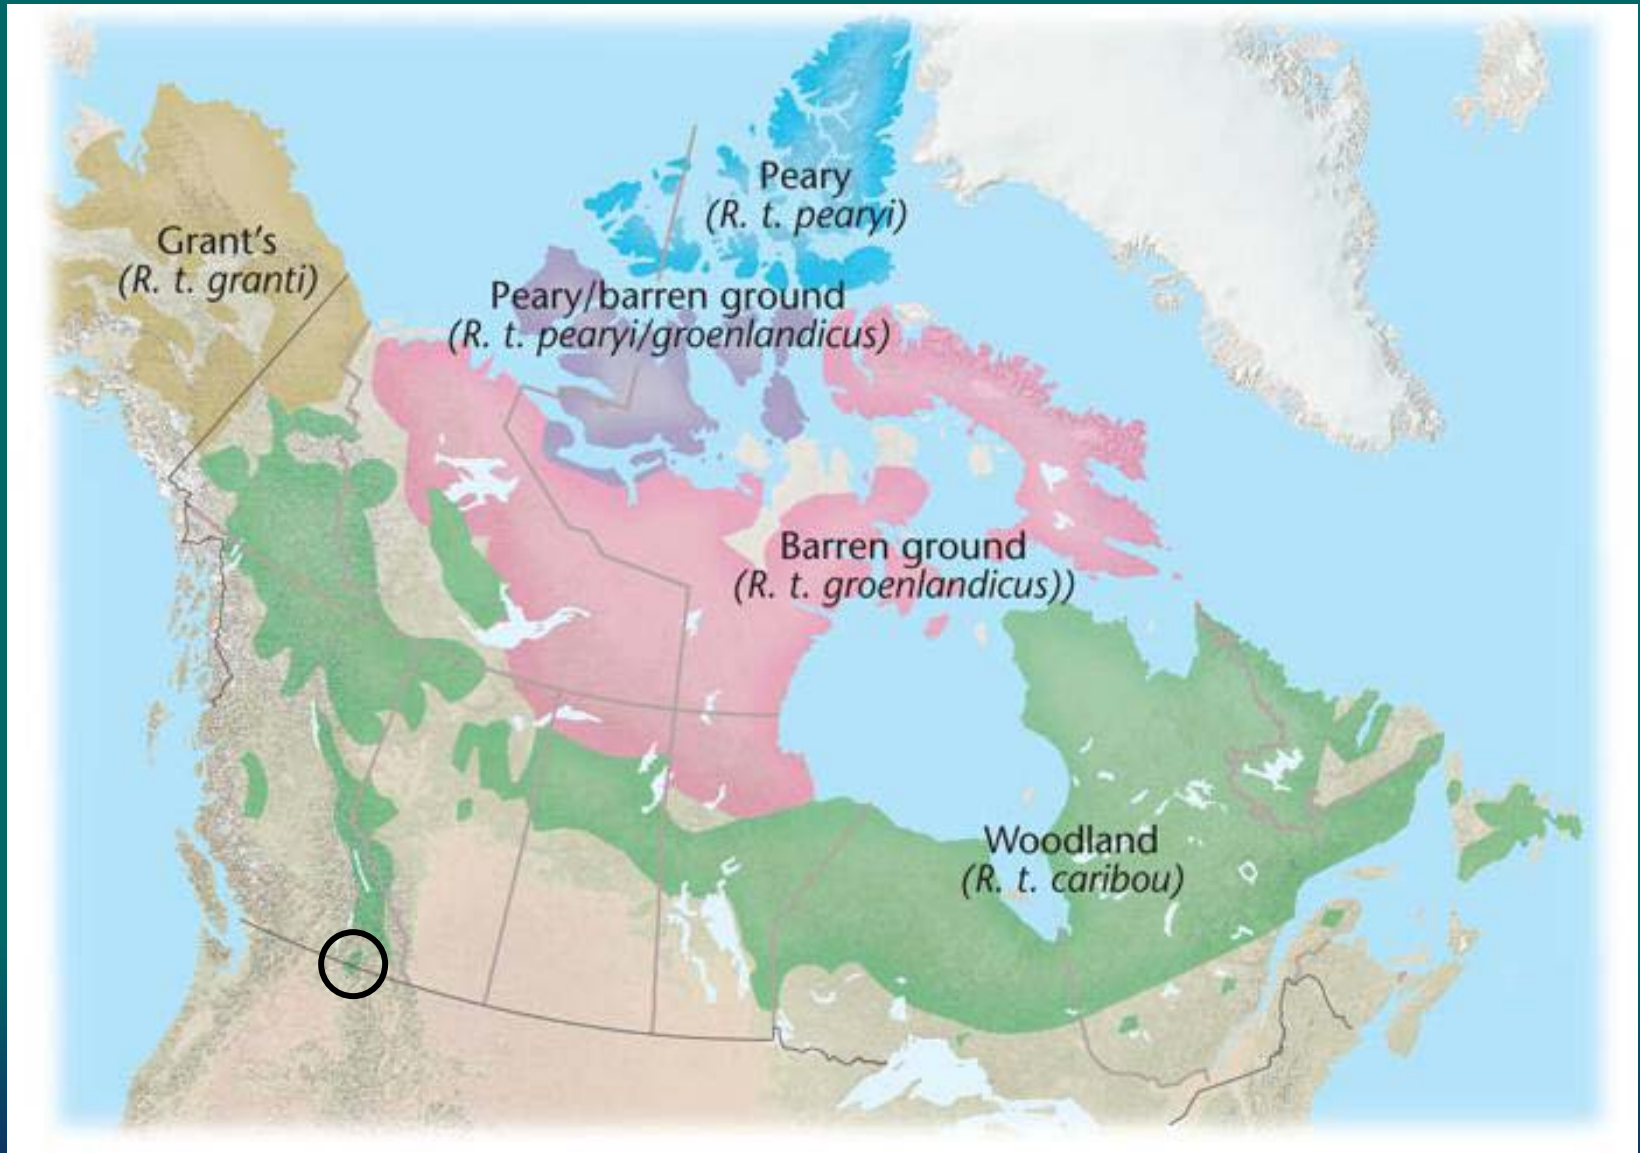 Peary
(R. t. pearyi)
Grant's
(R. t. granti)
Peary/barren ground
(R. t. pearyi/groenlandicus)
Barren ground
(R. t. groenlandicus))
Woodland
(R. t. caribou)